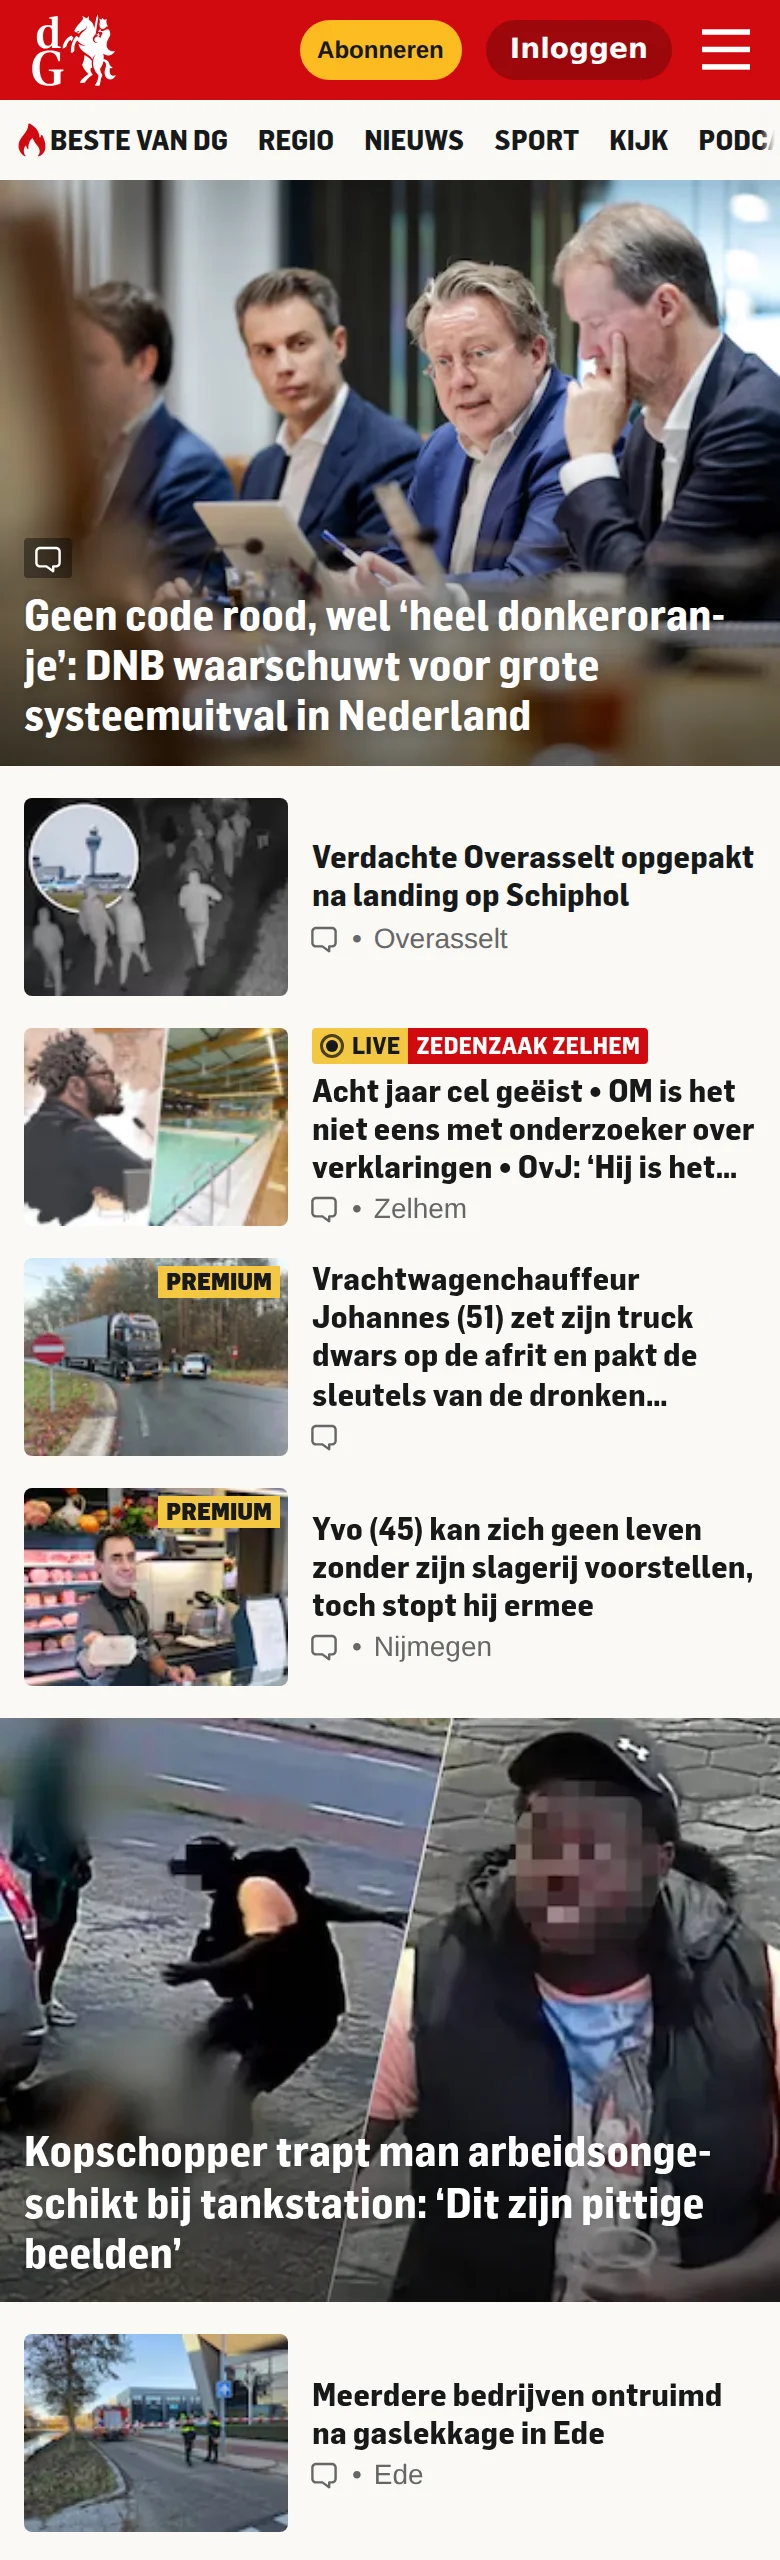 d
G
Abonneren
Inloggen
BESTE VAN DG REGIO NIEUWS SPORT KIJK PODCA
Geen code rood, wel ‘heel donkeroran-
je’: DNB waarschuwt voor grote
systeemuitval in Nederland
Verdachte Overasselt opgepakt
na landing op Schiphol
• Overasselt
LIVE ZEDENZAAK ZELHEM
Acht jaar cel geëist • OM is het
niet eens met onderzoeker over
verklaringen • OvJ: ‘Hij is het...
• Zelhem
PREMIUM
Vrachtwagenchauffeur
Johannes (51) zet zijn truck
dwars op de afrit en pakt de
sleutels van de dronken...
PREMIUM
Yvo (45) kan zich geen leven
zonder zijn slagerij voorstellen,
toch stopt hij ermee
• Nijmegen
Kopschopper trapt man arbeidsonge-
schikt bij tankstation: ‘Dit zijn pittige
beelden’
Meerdere bedrijven ontruimd
na gaslekkage in Ede
• Ede